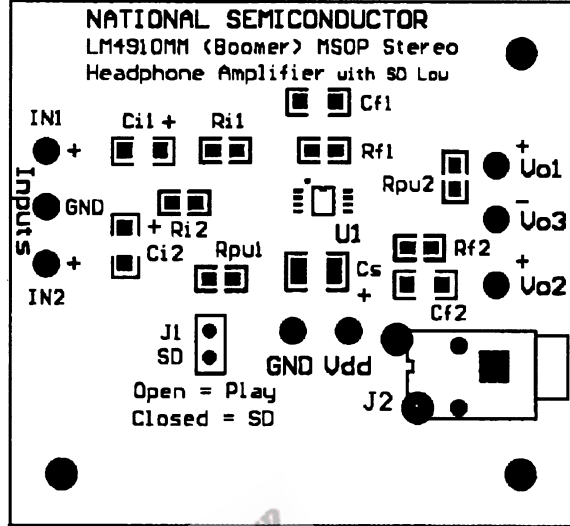 NATIONAL SEMICONDUCTOR
LM4910MM (Boomer) MSOP Stereo
Headphone Amplifier with SD Low
Cf1
IN1
Ci1 +
Ri1
+
Rf1
+
Vo1
Rpu2
Inputs
GND
Ri2
+
Ci2
U1
-
Vo3
Rpu1
Rf2
+
IN2
Cs
+
+
Vo2
Cf2
J1
SD
GND Vdd
Open = Play
Closed = SD
J2